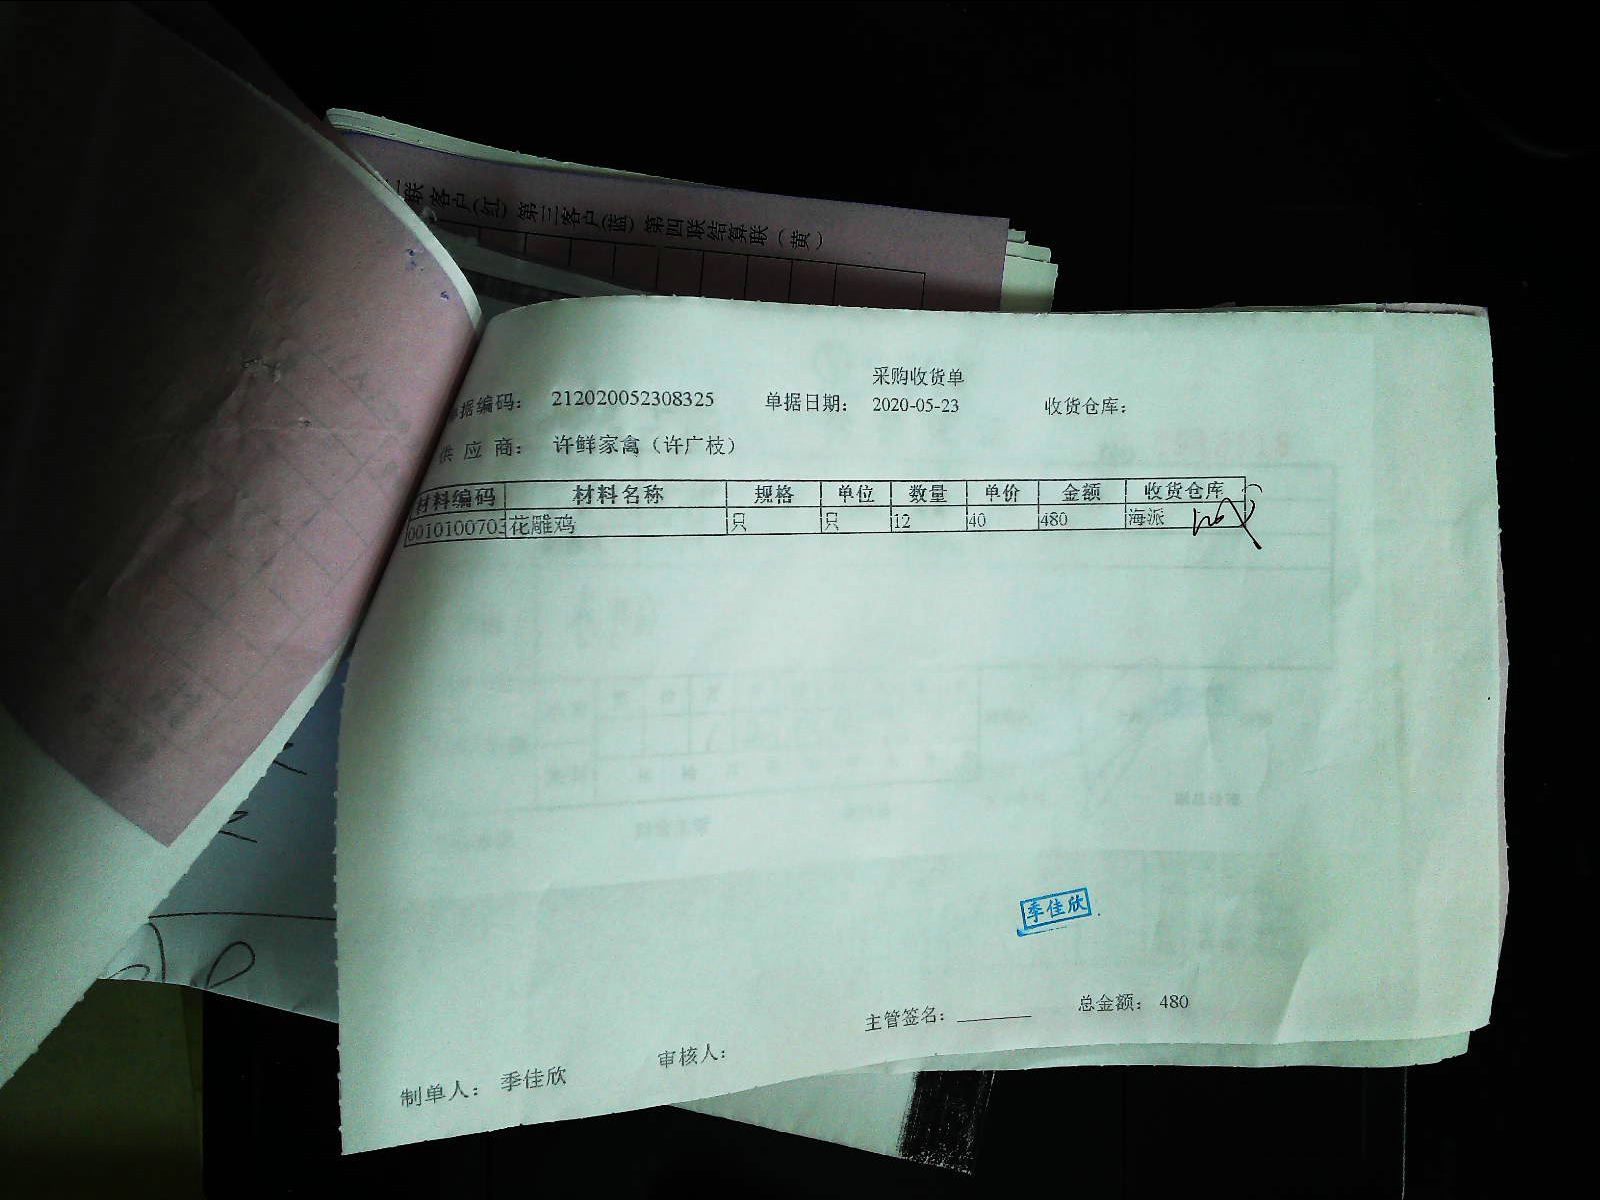 联 客户(红) 第三客户(蓝) 第四联结算联（黄）
采购收货单
据编码： 212020052308325 单据日期： 2020-05-23 收货仓库：
供 应 商： 许鲜家禽（许广枝）
材料编码 材料名称 规格 单位 数量 单价 金额 收货仓库
001010070 花雕鸡 只 只 12 40 480 海派
季佳欣
主管签名： 总金额： 480
制单人： 季佳欣 审核人：